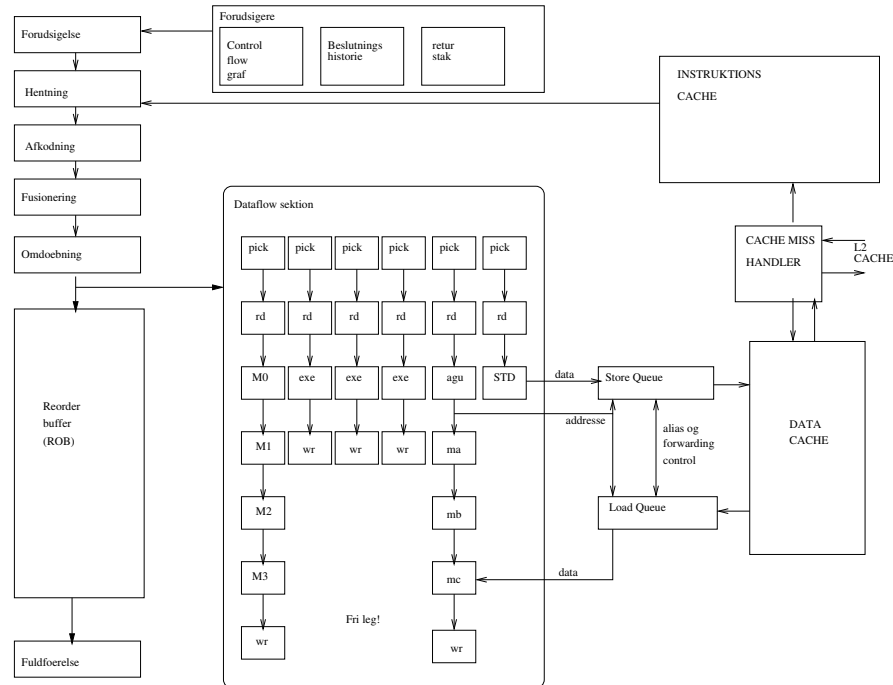 Forudsigere
Forudsigelse
Control
flow
graf
Beslutnings
historie
retur
stak
Hentning
INSTRUKTIONS
CACHE
Afkodning
Fusionering
Dataflow sektion
Omdoebning
pick
pick
pick
pick
pick
pick
CACHE MISS
HANDLER
L2
CACHE
rd
rd
rd
rd
rd
rd
M0
exe
exe
exe
agu
STD
data
Store Queue
Reorder
buffer
(ROB)
addresse
alias og
forwarding
control
DATA
CACHE
M1
wr
wr
wr
ma
M2
mb
Load Queue
M3
mc
data
Fri leg!
wr
wr
Fuldfoerelse